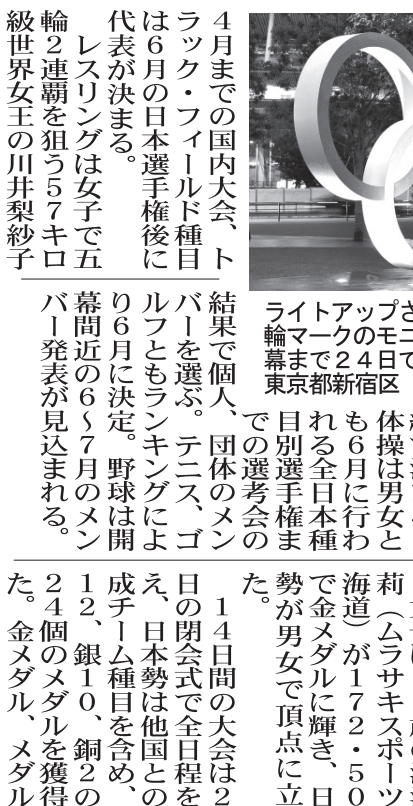 ４月までの国内大会、ト
ラック・フィールド種目
は６月の日本選手権後に
代表が決まる。
レスリングは女子で五
輪２連覇を狙う５７キロ
級世界女王の川井梨紗子
ライトアップさ
輪マークのモニ
幕まで２４日で
東京都新宿区
体操は男女と
も６月に行わ
れる全日本種
目別選手権ま
での選考会の
結果で個人、団体のメン
バーを選ぶ。テニス、ゴ
ルフともランキングによ
り６月に決定。野球は開
幕間近の６〜７月のメン
バー発表が見込まれる。
莉（ムラサキスポーツ
海道）が１７２・５０
で金メダルに輝き、日
勢が男女で頂点に立
た。
１４日間の大会は２
日の閉会式で全日程を
え、日本勢は他国との
成チーム種目を含め、
１２、銀１０、銅２の
２４個のメダルを獲得
た。金メダル、メダル